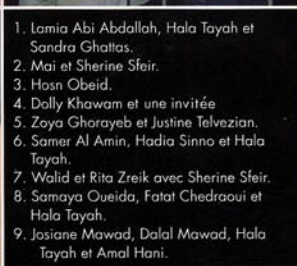 1. Lamia Abi Abdallah, Hala Tayah et
Sandra Ghattas.
2. Mai et Sherine Sfeir.
3. Hosn Obeid.
4. Dolly Khawam et une invitée
5. Zoya Ghorayeb et Justine Telvezian.
6. Samer Al Amin, Hadia Sinno et Hala
Tayah.
7. Walid et Rita Zreik avec Sherine Sfeir.
8. Samaya Oueida, Fatat Chedraoui et
Hala Tayah.
9. Josiane Mawad, Dalal Mawad, Hala
Tayah et Amal Hani.